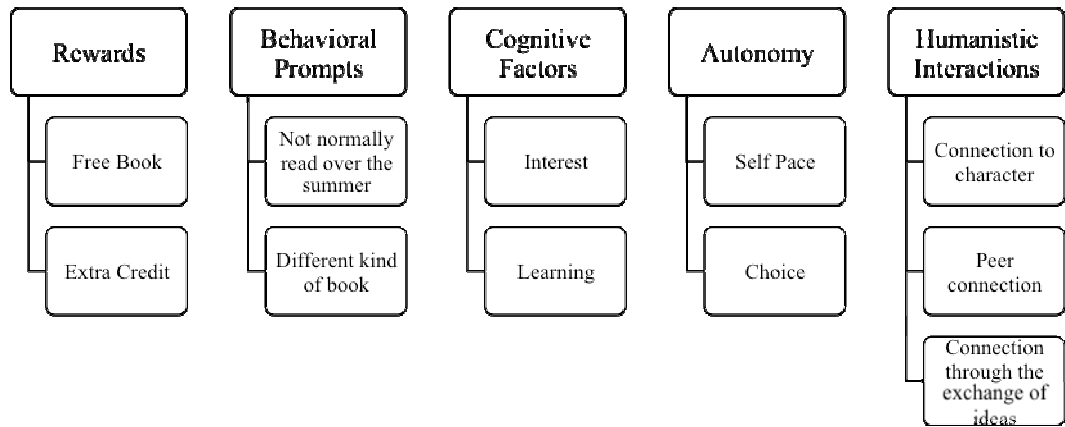 Rewards
Free Book
Extra Credit
Behavioral
Prompts
Not normally
read over the
summer
Different kind
of book
Cognitive
Factors
Interest
Learning
Autonomy
Self Pace
Choice
Humanistic
Interactions
Connection to
character
Peer
connection
Connection
through the
exchange of
ideas